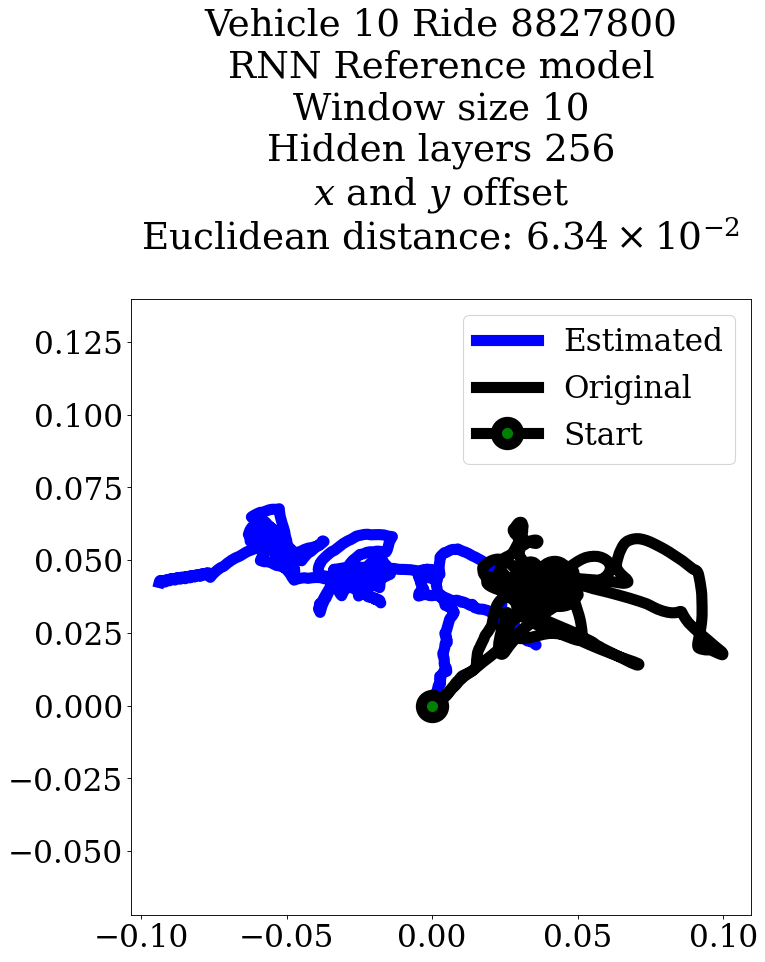 Vehicle 10 Ride 8827800
RNN Reference model
Window size 10
Hidden layers 256
x and y offset
Euclidean distance: 6.34 × 10⁻²
Estimated
Original
Start
0.125
0.100
0.075
0.050
0.025
0.000
−0.025
−0.050
−0.10 −0.05 0.00 0.05 0.10